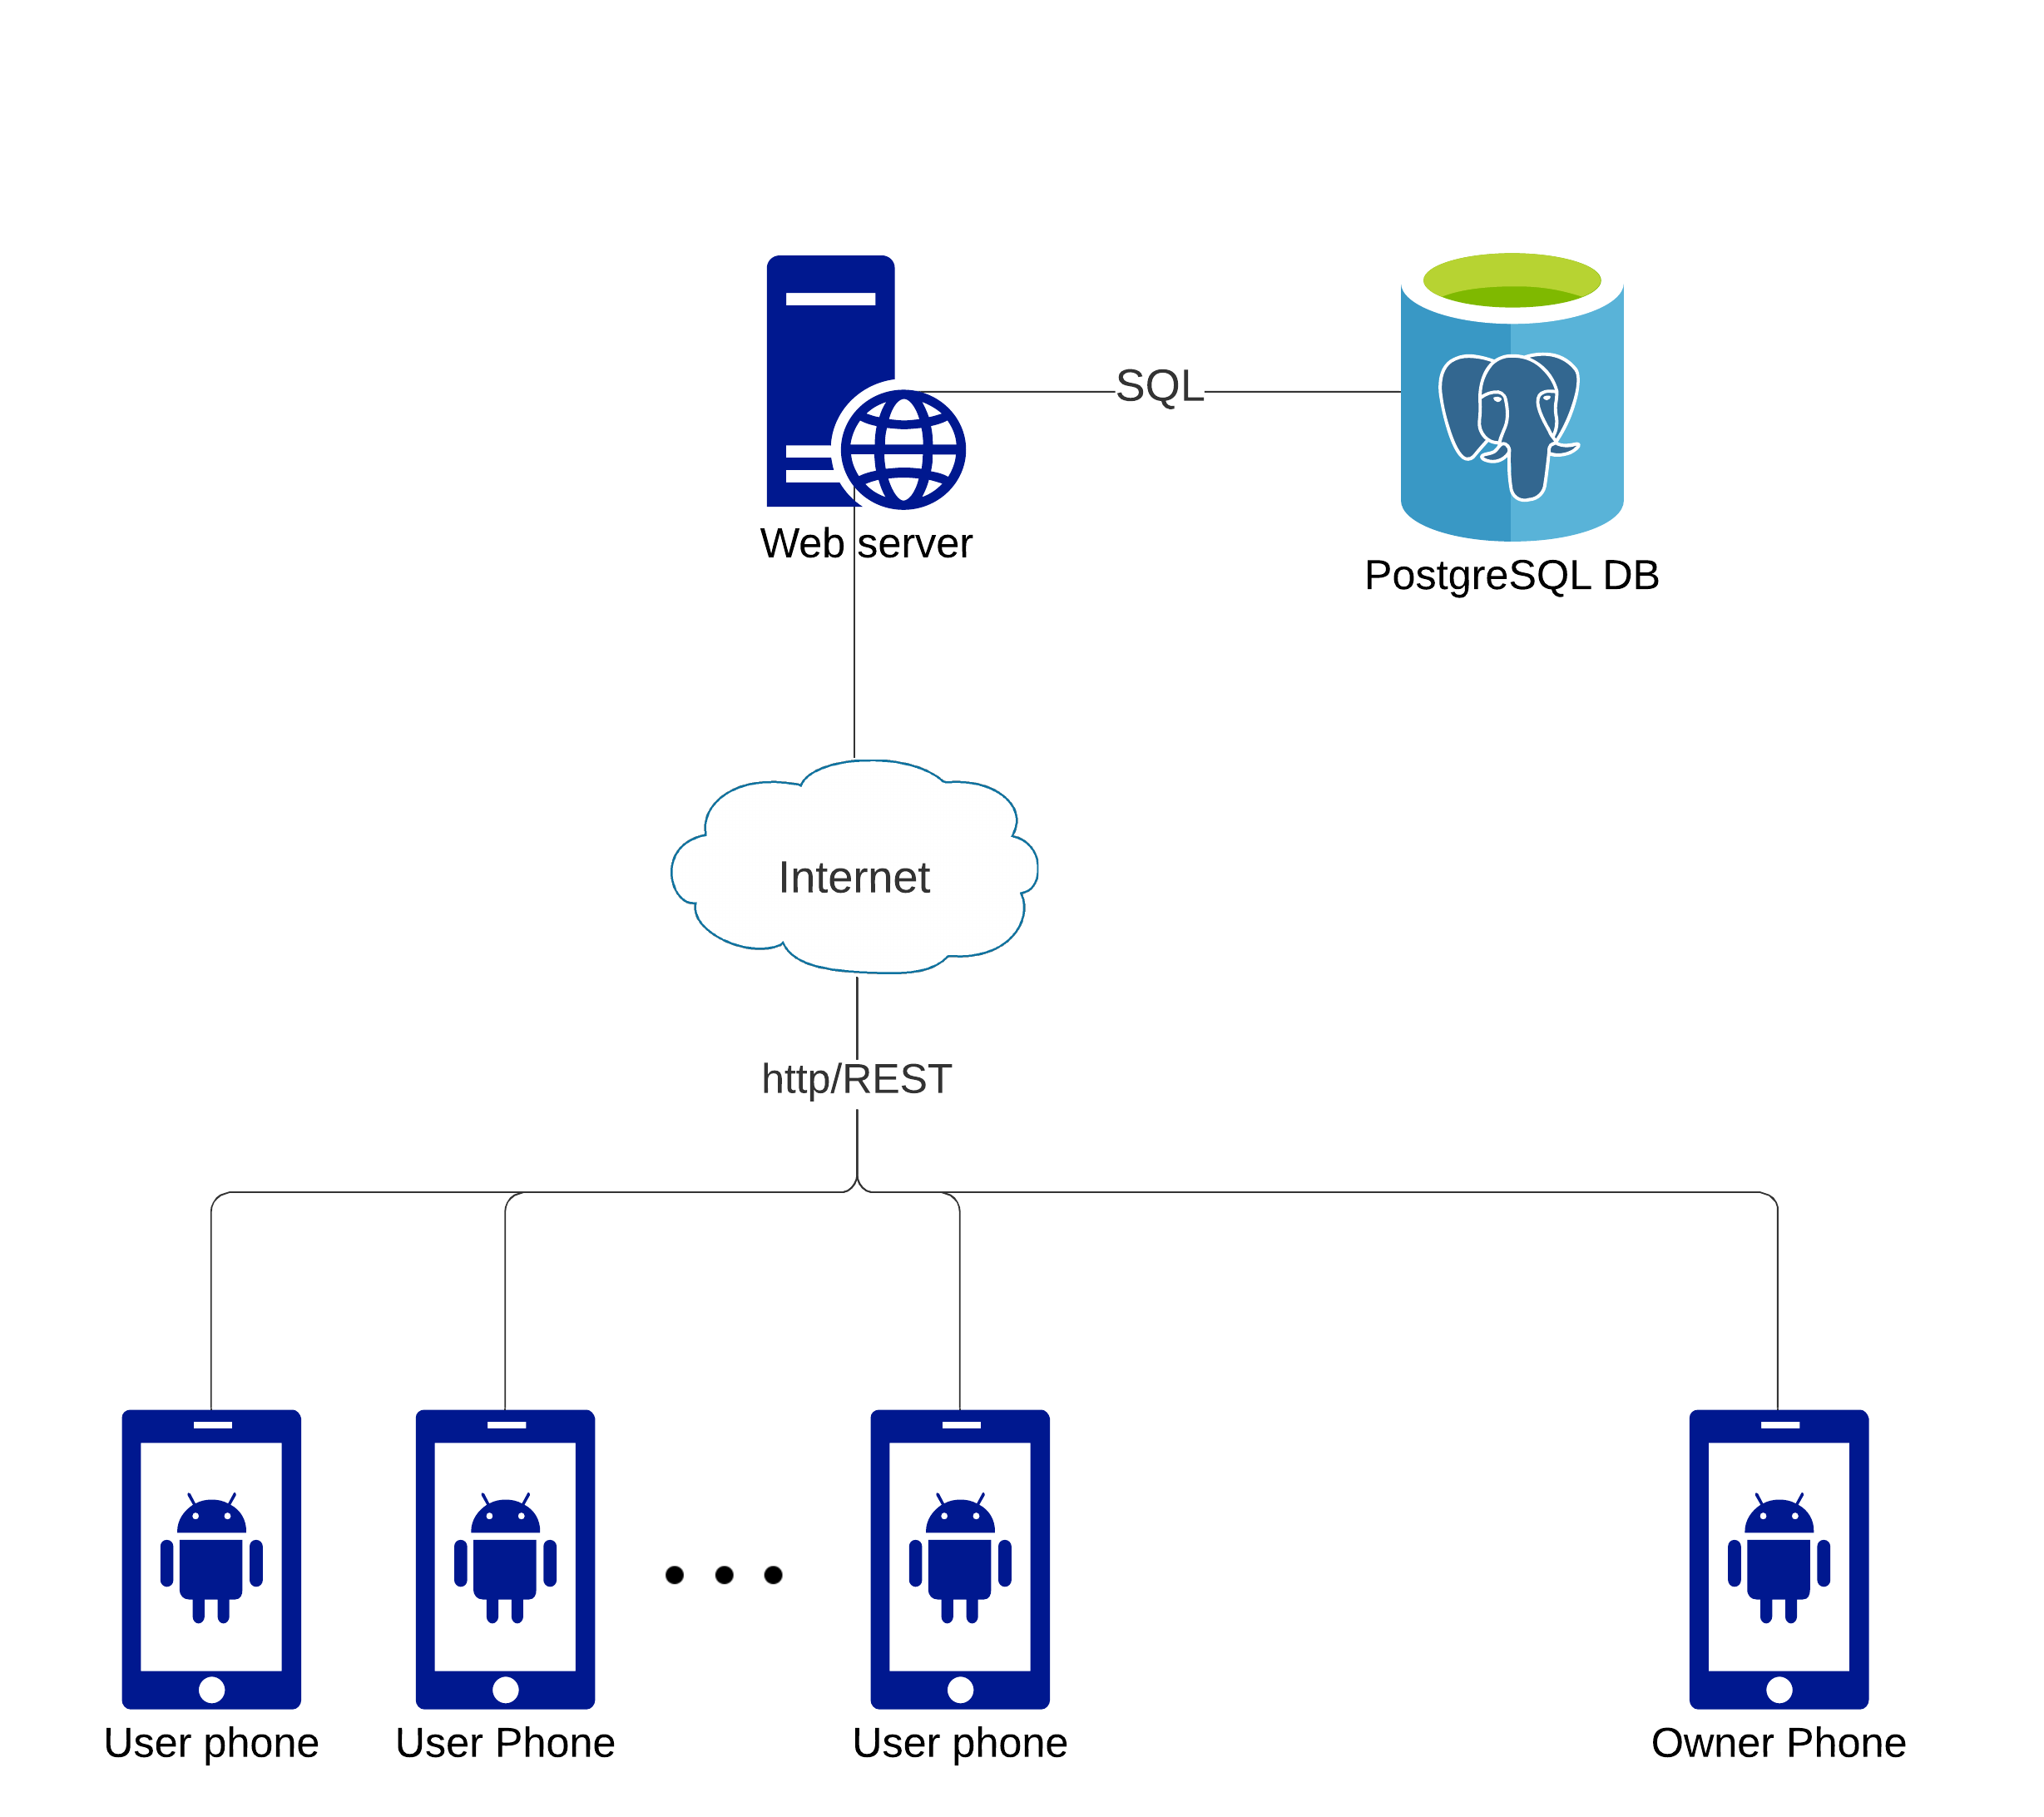 SQL
Web server
PostgreSQL DB
Internet
http/REST
User phone
User Phone
User phone
Owner Phone